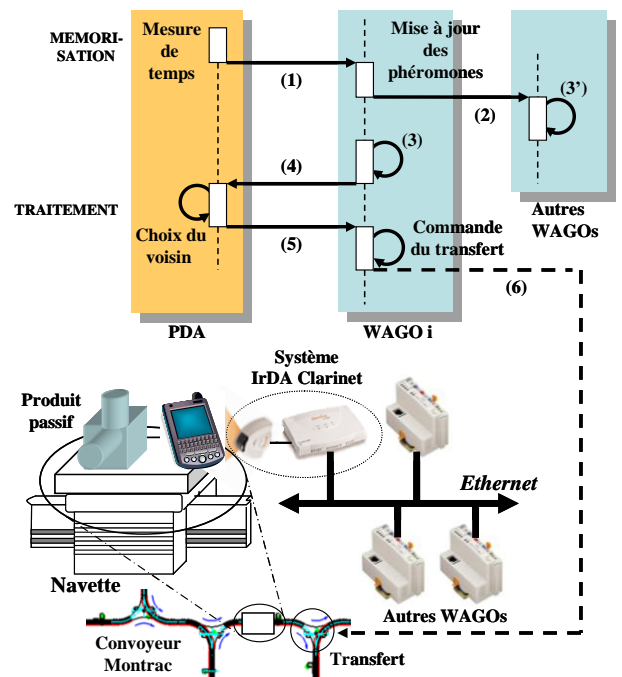 MEMORI-
SATION
Mesure
de
temps
Mise à jour
des
phéromones
(1)
(2)
(3')
(3)
(4)
TRAITEMENT
Choix du
voisin
(5)
Commande
du transfert
Autres
WAGOs
(6)
PDA
WAGO i
Système
IrDA Clarinet
Produit
passif
Ethernet
Navette
Autres WAGOs
Convoyeur
Montrac
Transfert